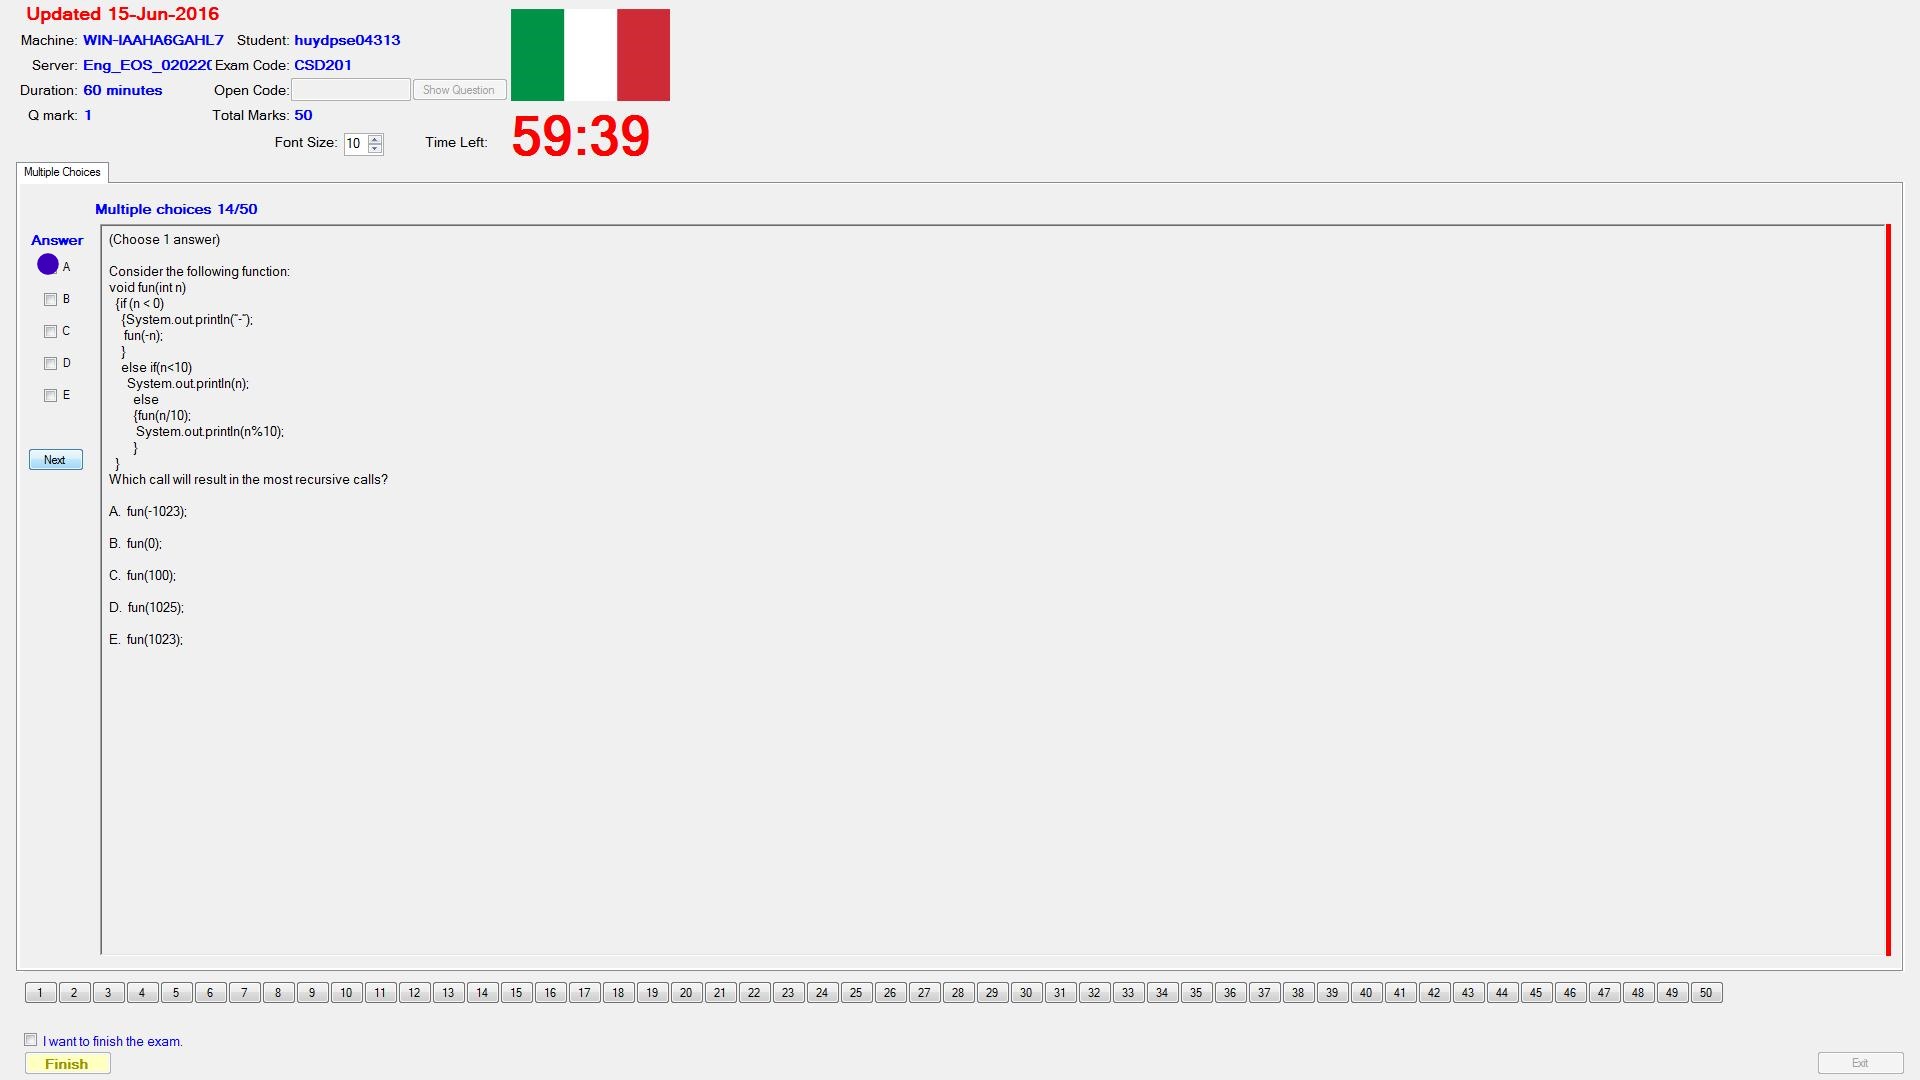 Updated 15-Jun-2016
Machine: WIN-IAAHA6GAHL7 Student: huydpse04313
Server: Eng_EOS_020220 Exam Code: CSD201
Duration: 60 minutes Open Code: Show Question
Q mark: 1 Total Marks: 50
Font Size: 10 Time Left: 59:39
Multiple Choices
Multiple choices 14/50
Answer
A
B
C
D
E
Next
(Choose 1 answer)
Consider the following function:
void fun(int n)
{if (n < 0)
{System.out.println("-");
fun(-n);
}
else if(n<10)
System.out.println(n);
else
{fun(n/10);
System.out.println(n%10);
}
}
Which call will result in the most recursive calls?
A. fun(-1023);
B. fun(0);
C. fun(100);
D. fun(1025);
E. fun(1023);
1 2 3 4 5 6 7 8 9 10 11 12 13 14 15 16 17 18 19 20 21 22 23 24 25 26 27 28 29 30 31 32 33 34 35 36 37 38 39 40 41 42 43 44 45 46 47 48 49 50
I want to finish the exam.
Finish
Exit